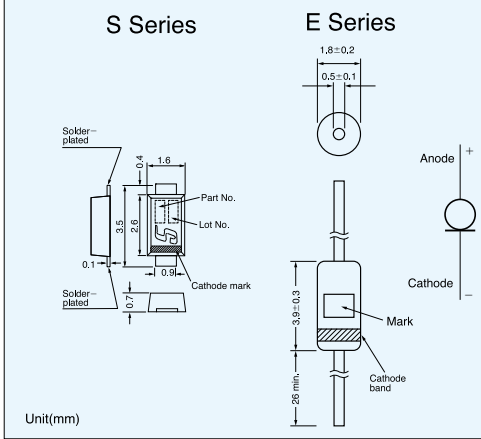 S Series
E Series
1.8±0.2
0.5±0.1
Solder-
plated
0.4
1.6
Part No.
Lot No.
3.5
2.6
0.1
0.9
Cathode mark
Solder-
plated
0.7
Anode
+
Cathode
−
3.9±0.3
Mark
Cathode
band
26 min.
Unit(mm)